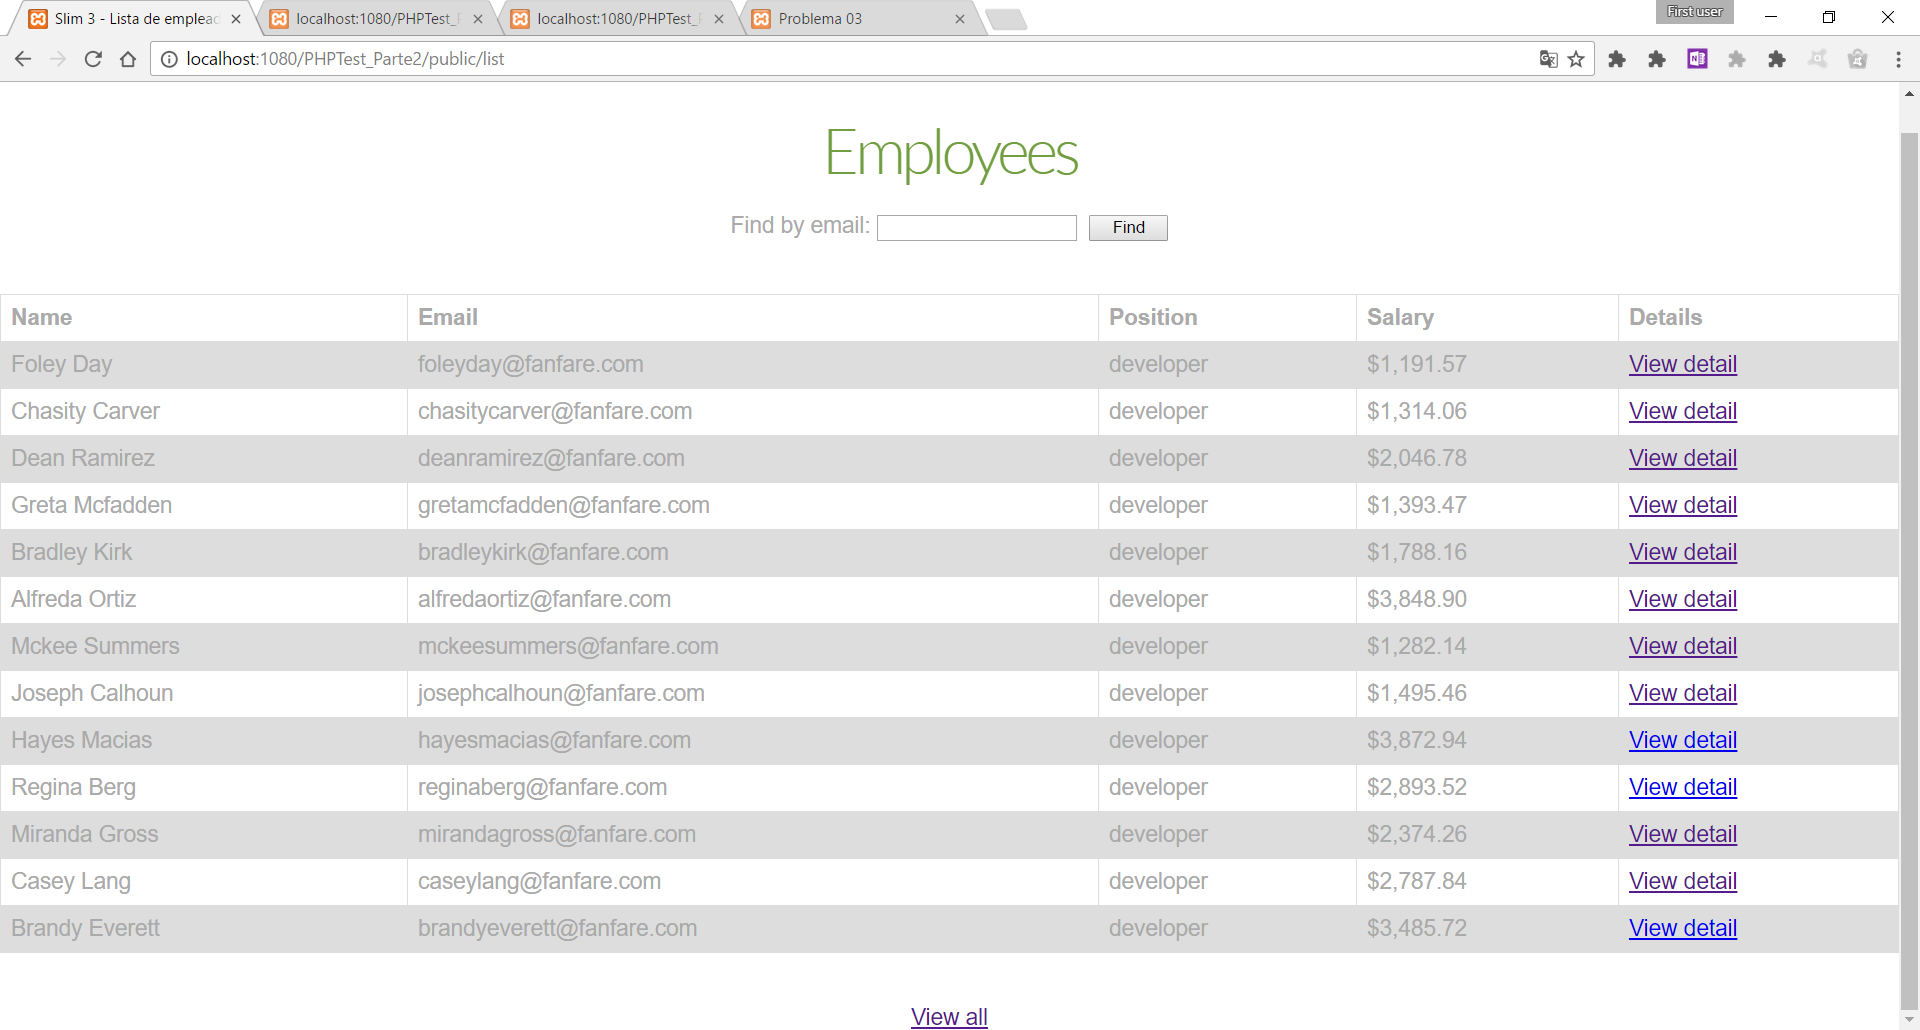 Slim 3 - Lista de emplead
localhost:1080/PHPTest_P
localhost:1080/PHPTest_P
Problema 03
First user
localhost:1080/PHPTest_Parte2/public/list
Employees
Find by email: Find
Name Email Position Salary Details
Foley Day foleyday@fanfare.com developer $1,191.57 View detail
Chasity Carver chasitycarver@fanfare.com developer $1,314.06 View detail
Dean Ramirez deanramirez@fanfare.com developer $2,046.78 View detail
Greta Mcfadden gretamcfadden@fanfare.com developer $1,393.47 View detail
Bradley Kirk bradleykirk@fanfare.com developer $1,788.16 View detail
Alfreda Ortiz alfredaortiz@fanfare.com developer $3,848.90 View detail
Mckee Summers mckeesummers@fanfare.com developer $1,282.14 View detail
Joseph Calhoun josephcalhoun@fanfare.com developer $1,495.46 View detail
Hayes Macias hayesmacias@fanfare.com developer $3,872.94 View detail
Regina Berg reginaberg@fanfare.com developer $2,893.52 View detail
Miranda Gross mirandagross@fanfare.com developer $2,374.26 View detail
Casey Lang caseylang@fanfare.com developer $2,787.84 View detail
Brandy Everett brandyeverett@fanfare.com developer $3,485.72 View detail
View all